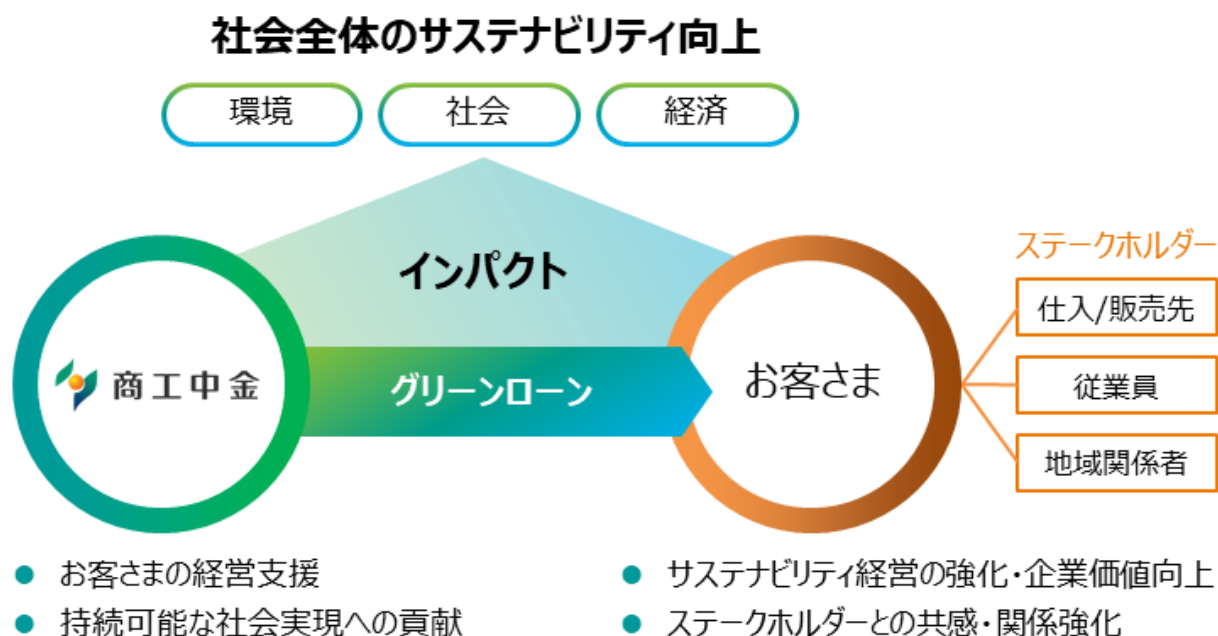 社会全体のサステナビリティ向上
環境
社会
経済
インパクト
商工中金
グリーンローン
お客さま
ステークホルダー
仕入/販売先
従業員
地域関係者
● お客さまの経営支援
● 持続可能な社会実現への貢献
● サステナビリティ経営の強化・企業価値向上
● ステークホルダーとの共感・関係強化